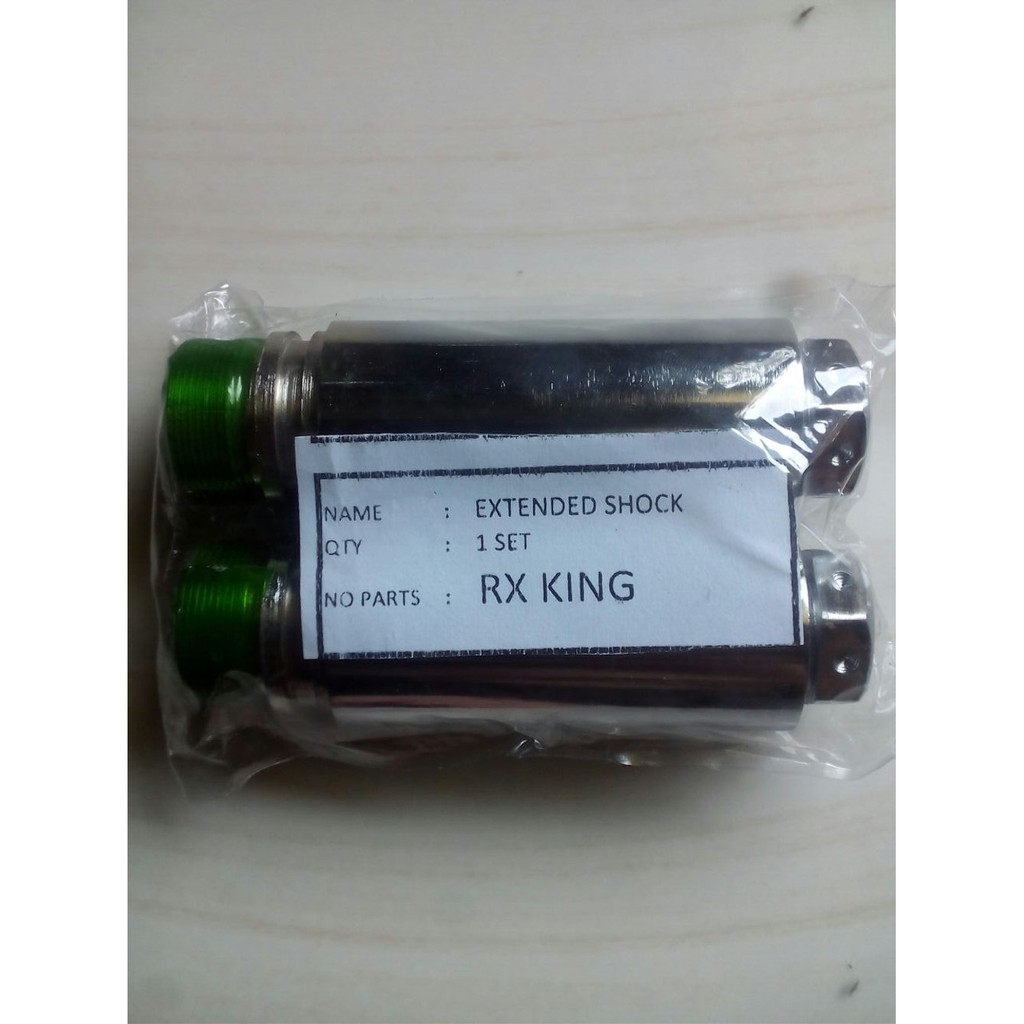 NAME : EXTENDED SHOCK
QTY : 1 SET
NO PARTS : RX KING